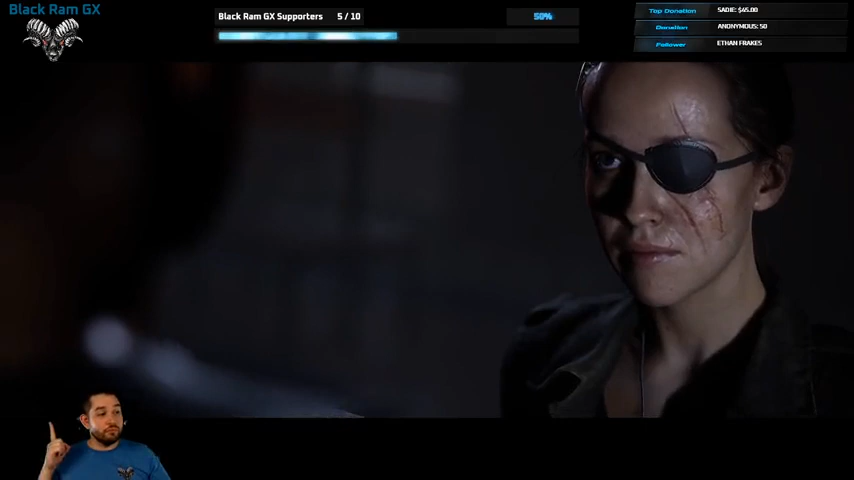 Black Ram GX
Black Ram GX Supporters 5 / 10
50%
Top Donation SADIE: $65.00
Donation ANONYMOUS: 50
Follower ETHAN FRAKES